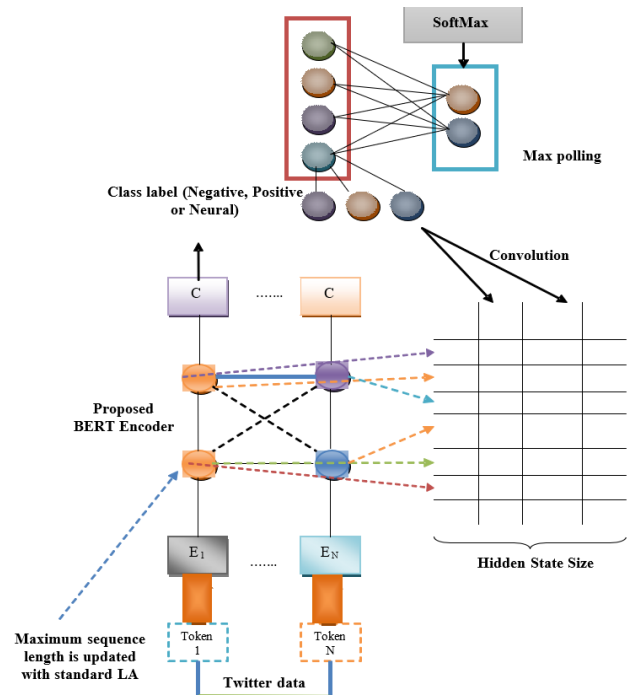 SoftMax
Max polling
Class label (Negative, Positive
or Neural)
Convolution
C
.......
C
Proposed
BERT Encoder
E1
.......
EN
Hidden State Size
Token
1
Token
N
Maximum sequence
length is updated
with standard LA
Twitter data